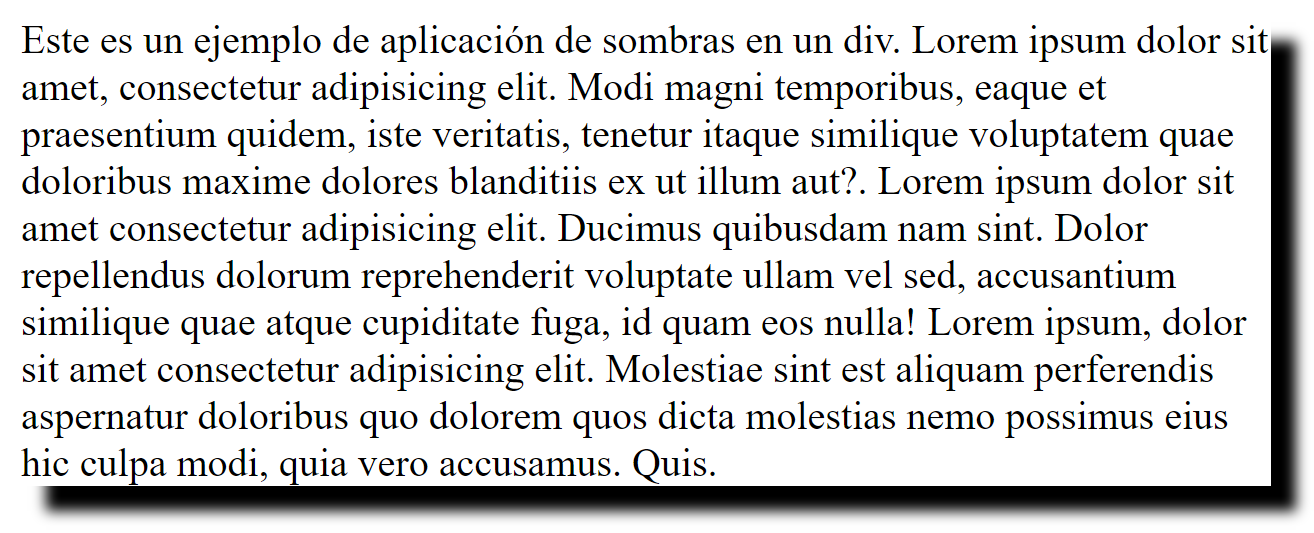 Este es un ejemplo de aplicación de sombras en un div. Lorem ipsum dolor sit
amet, consectetur adipisicing elit. Modi magni temporibus, eaque et
praesentium quidem, iste veritatis, tenetur itaque similique voluptatem quae
doloribus maxime dolores blanditiis ex ut illum aut?. Lorem ipsum dolor sit
amet consectetur adipisicing elit. Ducimus quibusdam nam sint. Dolor
repellendus dolorum reprehenderit voluptate ullam vel sed, accusantium
similique quae atque cupiditate fuga, id quam eos nulla! Lorem ipsum, dolor
sit amet consectetur adipisicing elit. Molestiae sint est aliquam perferendis
aspernatur doloribus quo dolorem quos dicta molestias nemo possimus eius
hic culpa modi, quia vero accusamus. Quis.